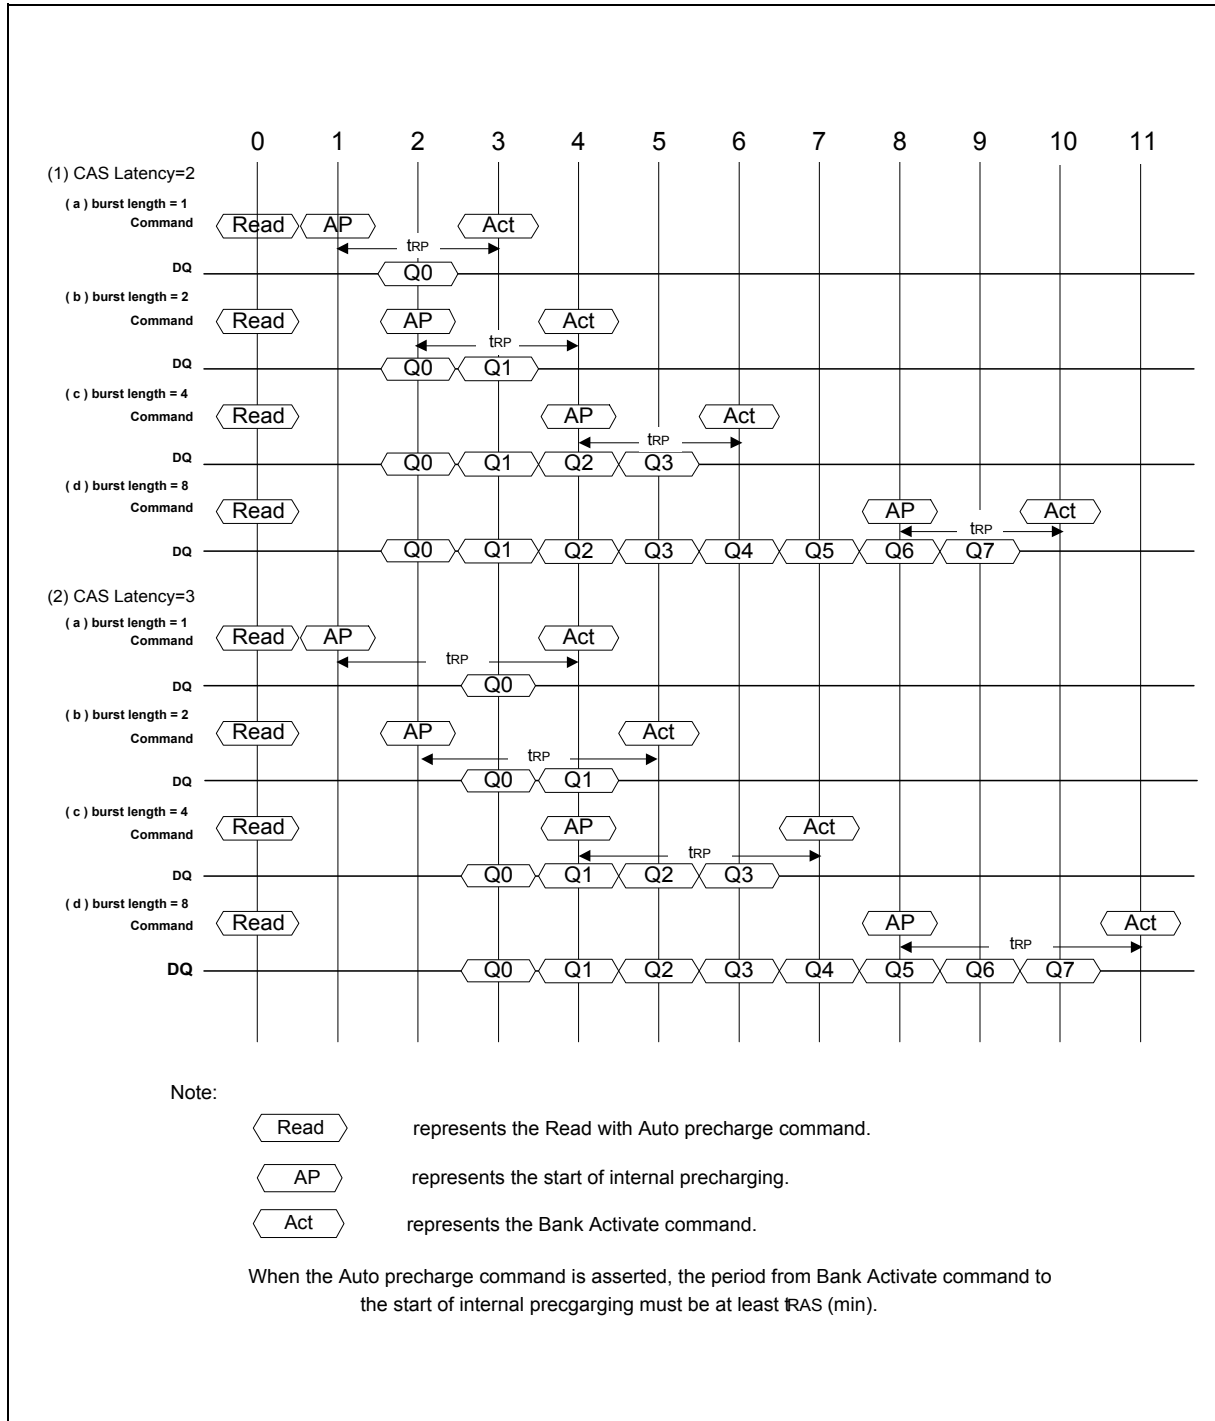 0 1 2 3 4 5 6 7 8 9 10 11
(1) CAS Latency=2
( a ) burst length = 1
Command Read AP Act
tRP
DQ Q0
( b ) burst length = 2
Command Read AP Act
tRP
DQ Q0 Q1
( c ) burst length = 4
Command Read AP Act
tRP
DQ Q0 Q1 Q2 Q3
( d ) burst length = 8
Command Read AP Act
tRP
DQ Q0 Q1 Q2 Q3 Q4 Q5 Q6 Q7
(2) CAS Latency=3
( a ) burst length = 1
Command Read AP Act
tRP
DQ Q0
( b ) burst length = 2
Command Read AP Act
tRP
DQ Q0 Q1
( c ) burst length = 4
Command Read AP Act
tRP
DQ Q0 Q1 Q2 Q3
( d ) burst length = 8
Command Read AP Act
tRP
DQ Q0 Q1 Q2 Q3 Q4 Q5 Q6 Q7
Note:
Read represents the Read with Auto precharge command.
AP represents the start of internal precharging.
Act represents the Bank Activate command.
When the Auto precharge command is asserted, the period from Bank Activate command to
the start of internal precgarging must be at least tRAS (min).